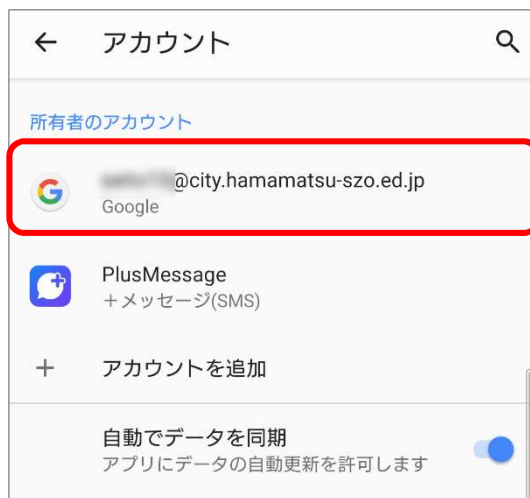 アカウント
所有者のアカウント
@city.hamamatsu-szo.ed.jp
Google
PlusMessage
+メッセージ(SMS)
アカウントを追加
自動でデータを同期
アプリにデータの自動更新を許可します